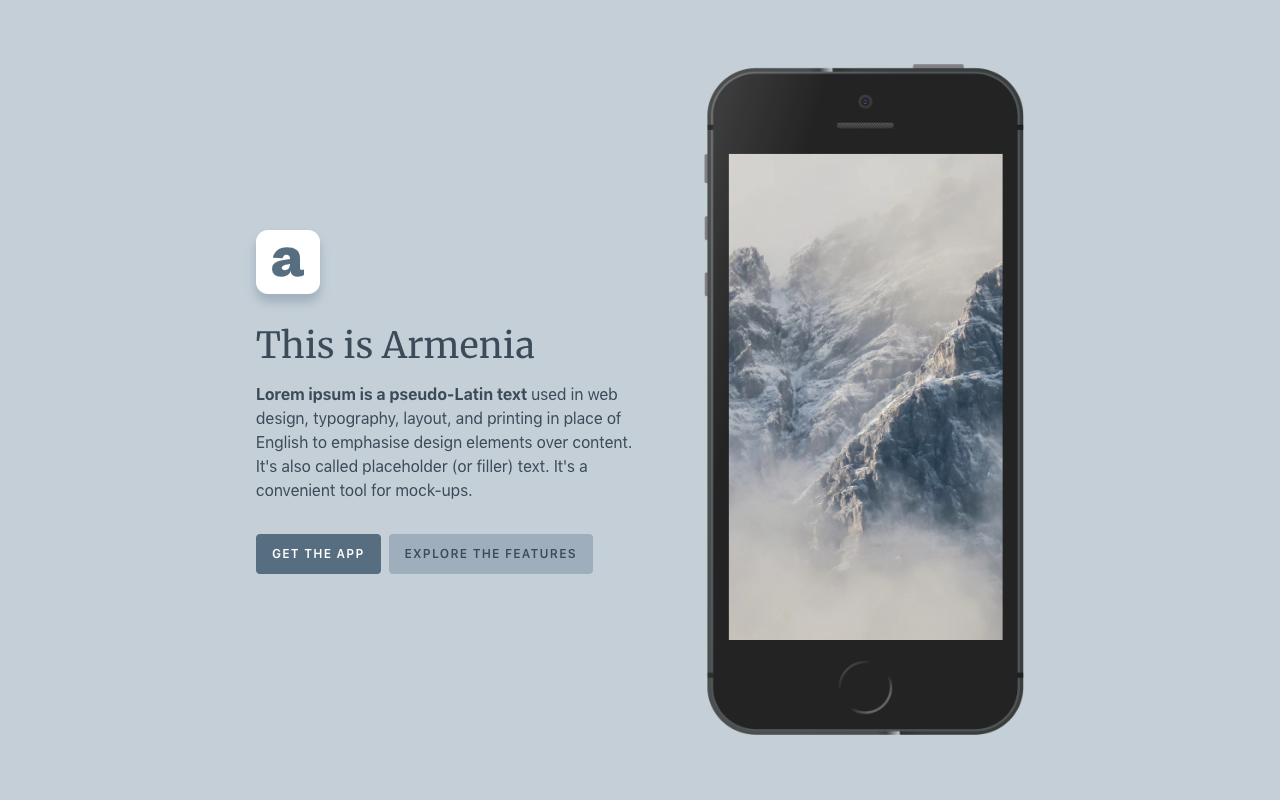 a
This is Armenia
Lorem ipsum is a pseudo-Latin text used in web
design, typography, layout, and printing in place of
English to emphasise design elements over content.
It's also called placeholder (or filler) text. It's a
convenient tool for mock-ups.
GET THE APP
EXPLORE THE FEATURES